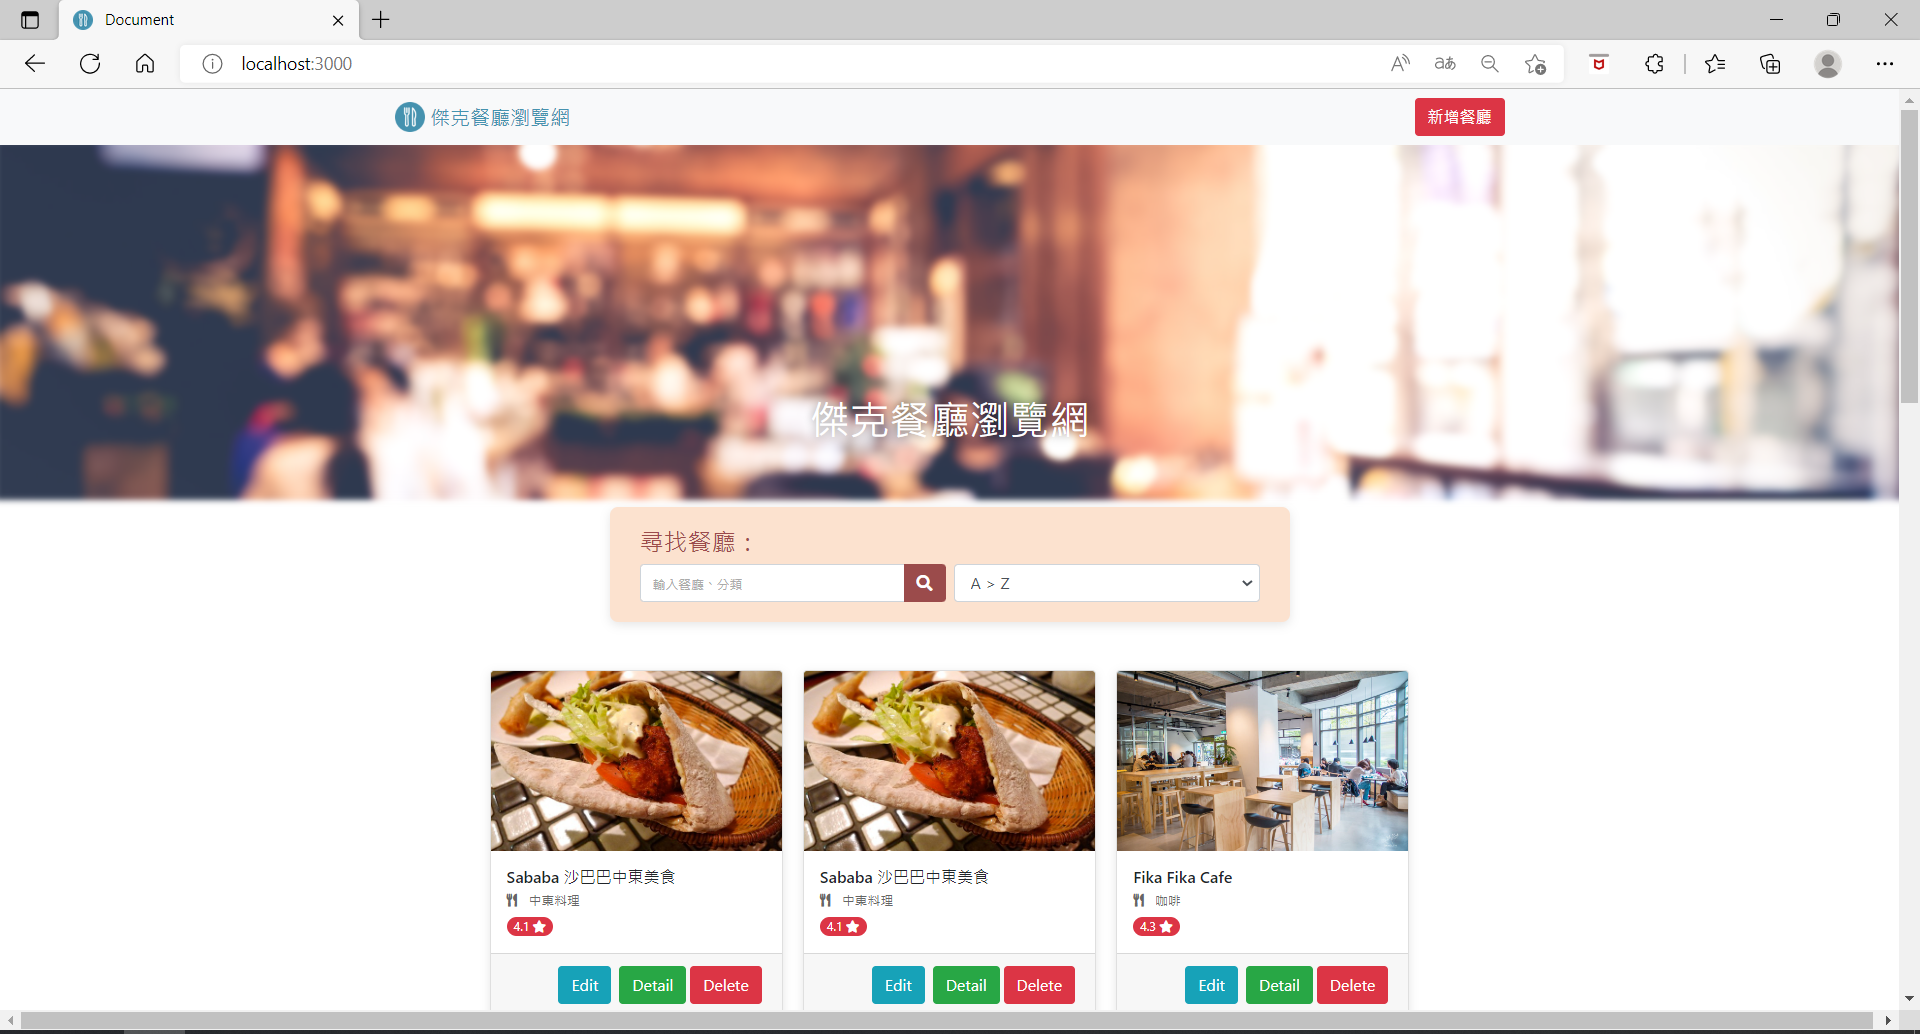 Document
localhost:3000
傑克餐廳瀏覽網
新增餐廳
傑克餐廳瀏覽網
尋找餐廳：
輸入餐廳、分類
A > Z
Sababa 沙巴巴中東美食
中東料理
4.1
Edit Detail Delete
Sababa 沙巴巴中東美食
中東料理
4.1
Edit Detail Delete
Fika Fika Cafe
咖啡
4.3
Edit Detail Delete